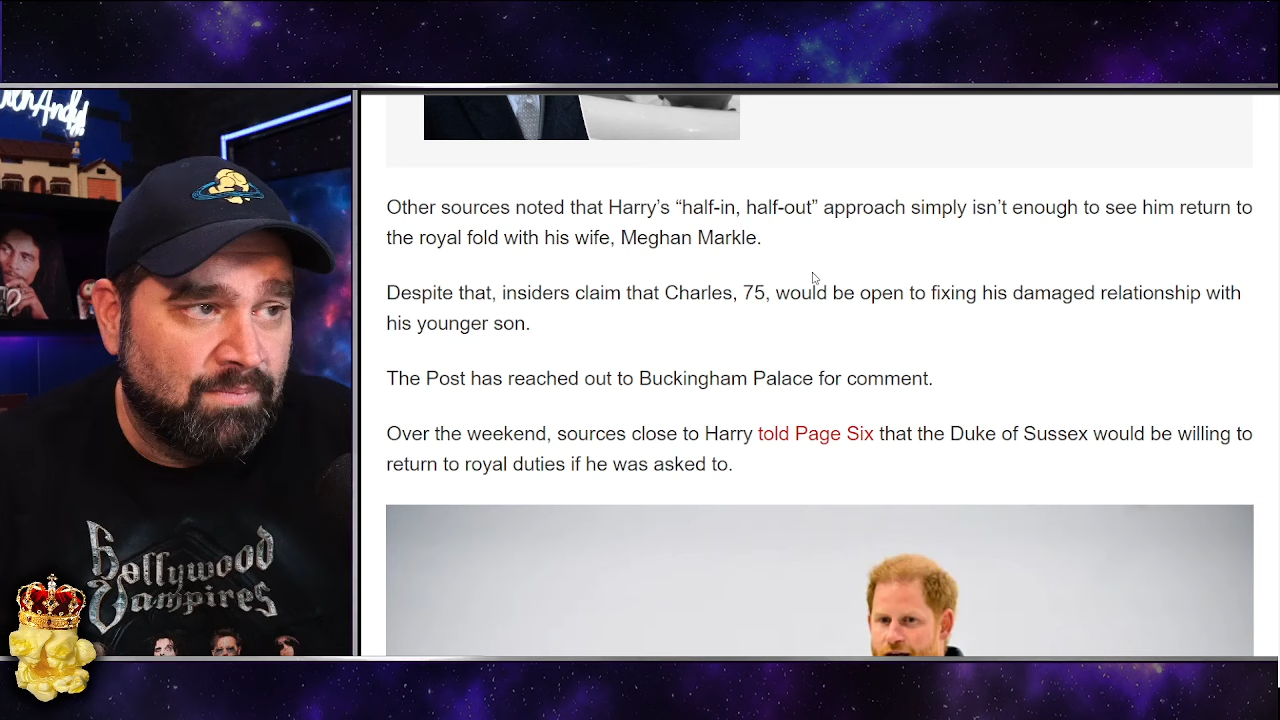 Other sources noted that Harry’s “half-in, half-out” approach simply isn’t enough to see him return to
the royal fold with his wife, Meghan Markle.
Despite that, insiders claim that Charles, 75, would be open to fixing his damaged relationship with
his younger son.
The Post has reached out to Buckingham Palace for comment.
Over the weekend, sources close to Harry told Page Six that the Duke of Sussex would be willing to
return to royal duties if he was asked to.
Hollywood
Vampires